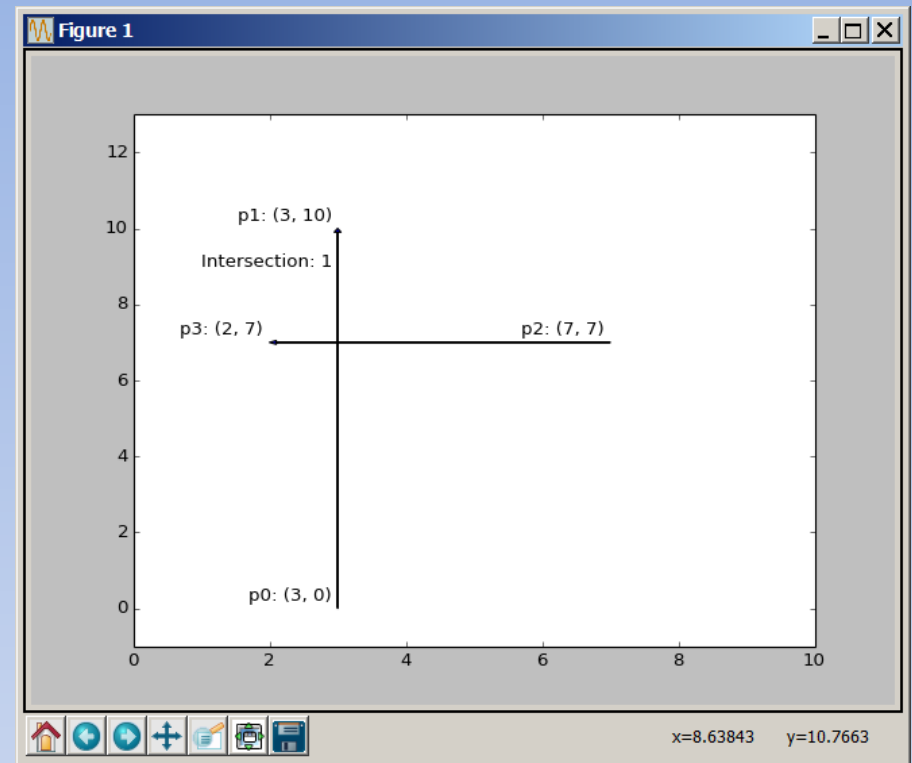 Figure 1
12
p1: (3, 10)
10
Intersection: 1
8
p3: (2, 7)
p2: (7, 7)
6
4
2
p0: (3, 0)
0
0 2 4 6 8 10
x=8.63843 y=10.7663